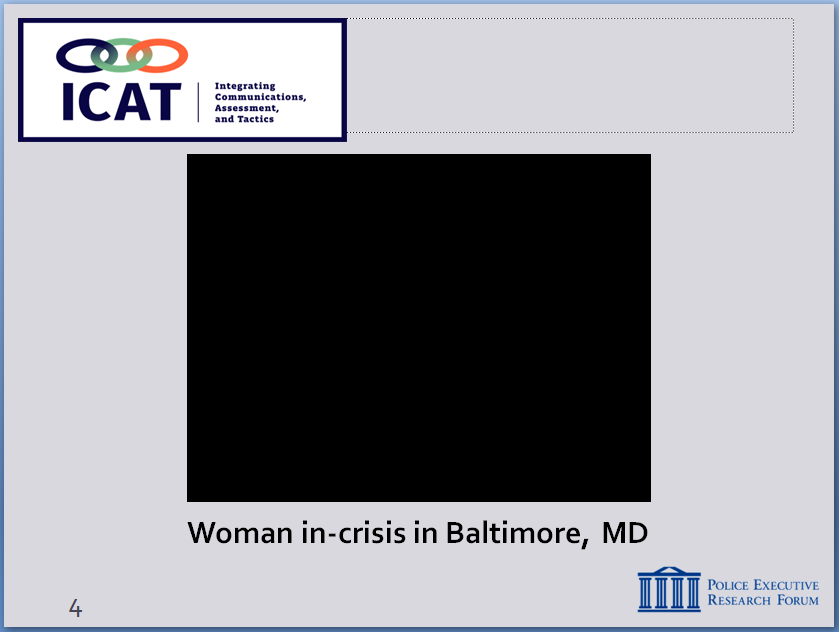 ICAT
Integrating
Communications,
Assessment,
and Tactics
Woman in-crisis in Baltimore, MD
4
POLICE EXECUTIVE
RESEARCH FORUM